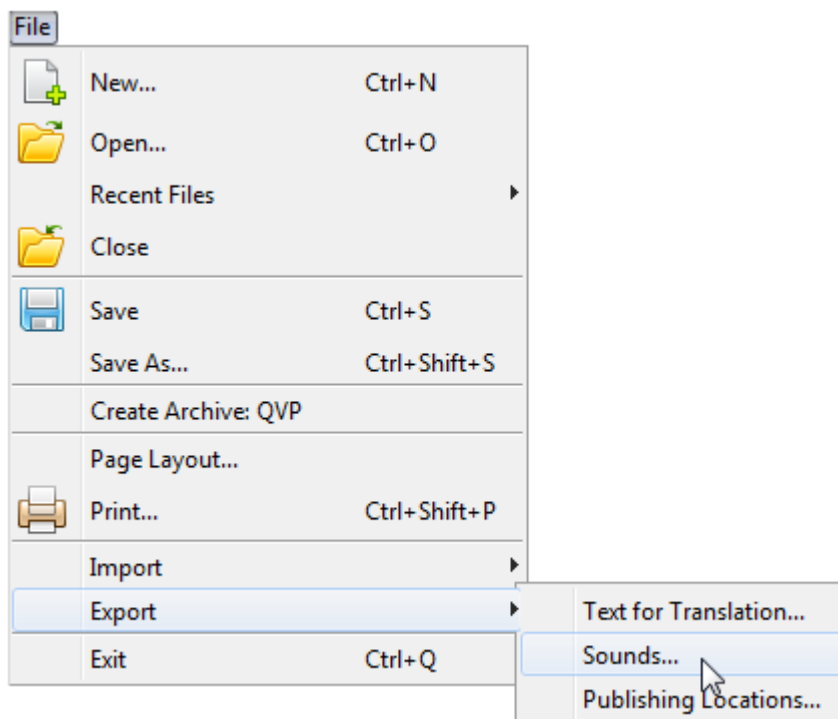 File
New... Ctrl+N
Open... Ctrl+O
Recent Files
Close
Save Ctrl+S
Save As... Ctrl+Shift+S
Create Archive: QVP
Page Layout...
Print... Ctrl+Shift+P
Import
Export
Exit Ctrl+Q
Text for Translation...
Sounds...
Publishing Locations...